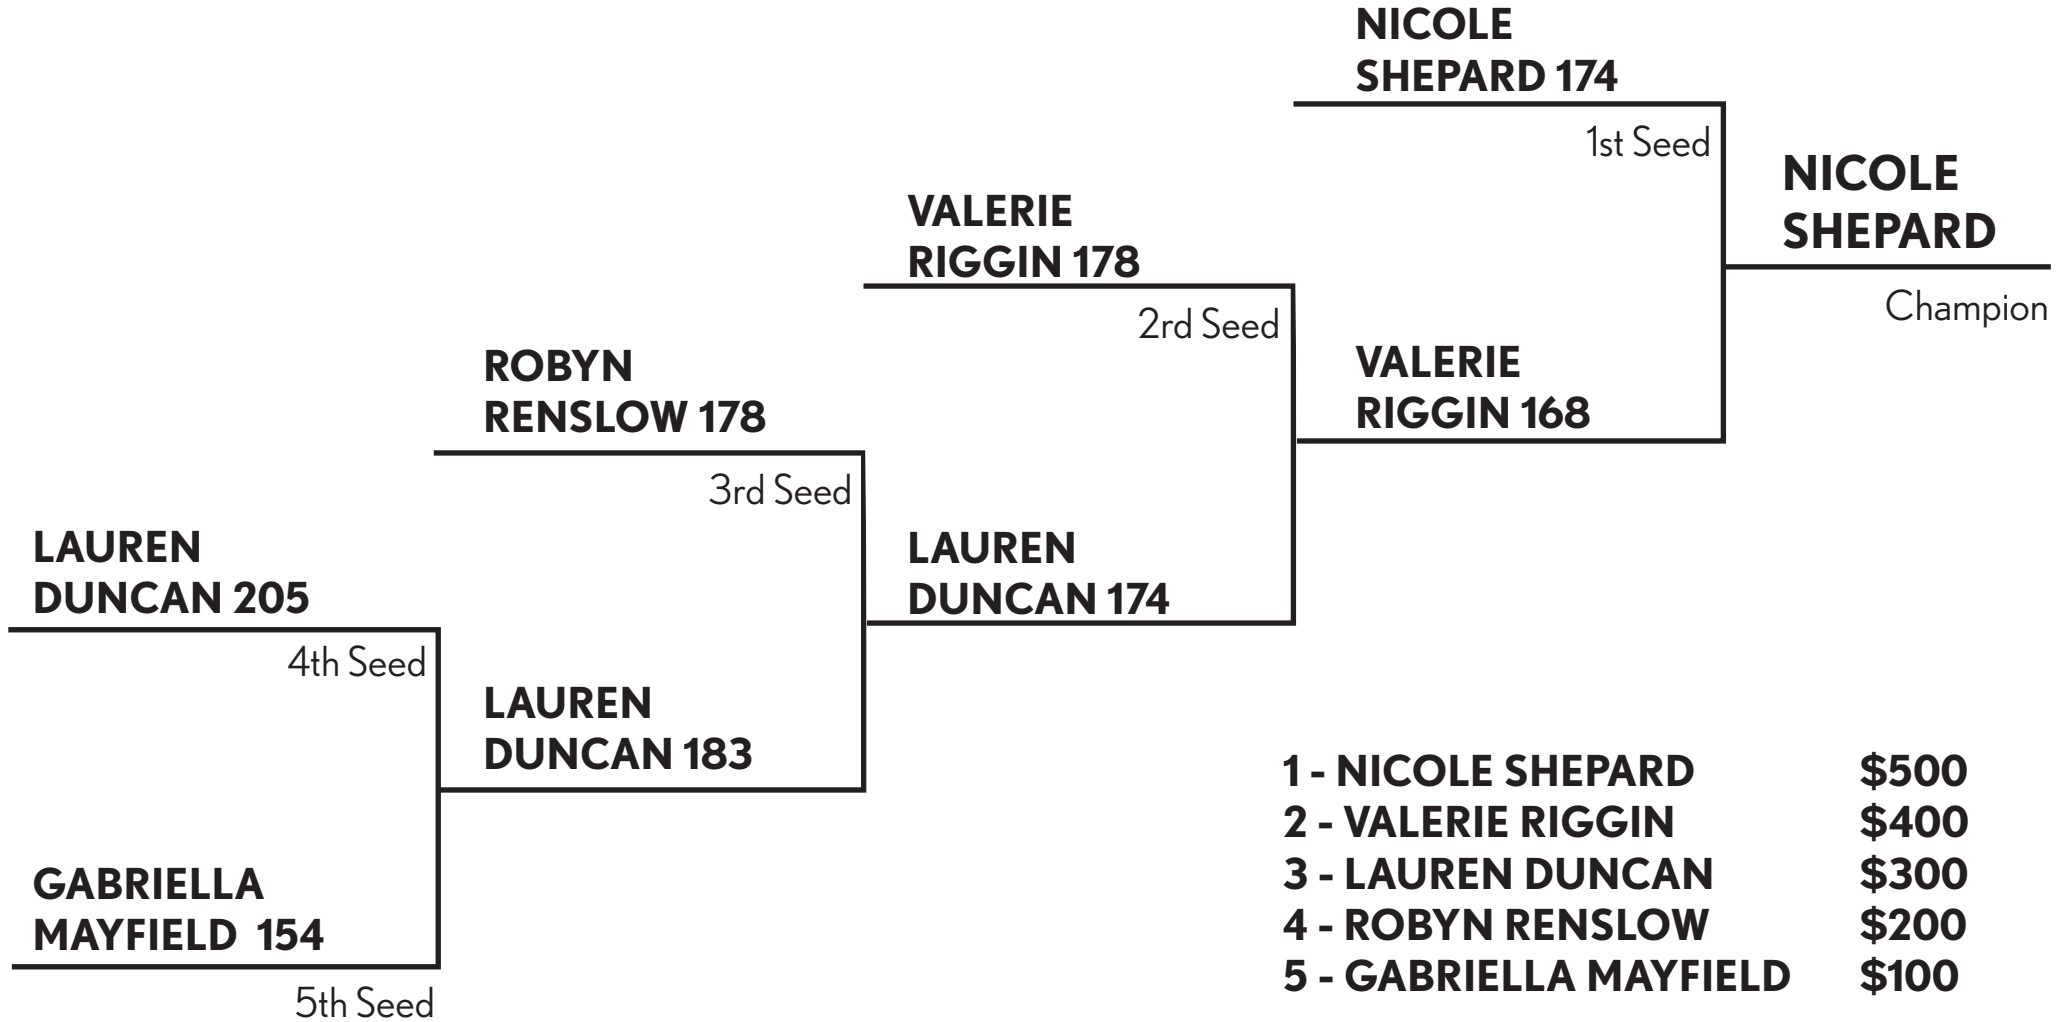 NICOLE
SHEPARD 174
1st Seed
NICOLE
SHEPARD
Champion
VALERIE
RIGGIN 178
2rd Seed
VALERIE
RIGGIN 168
ROBYN
RENSLOW 178
3rd Seed
LAUREN
DUNCAN 174
LAUREN
DUNCAN 205
4th Seed
LAUREN
DUNCAN 183
GABRIELLA
MAYFIELD 154
5th Seed
1 - NICOLE SHEPARD $500
2 - VALERIE RIGGIN $400
3 - LAUREN DUNCAN $300
4 - ROBYN RENSLOW $200
5 - GABRIELLA MAYFIELD $100